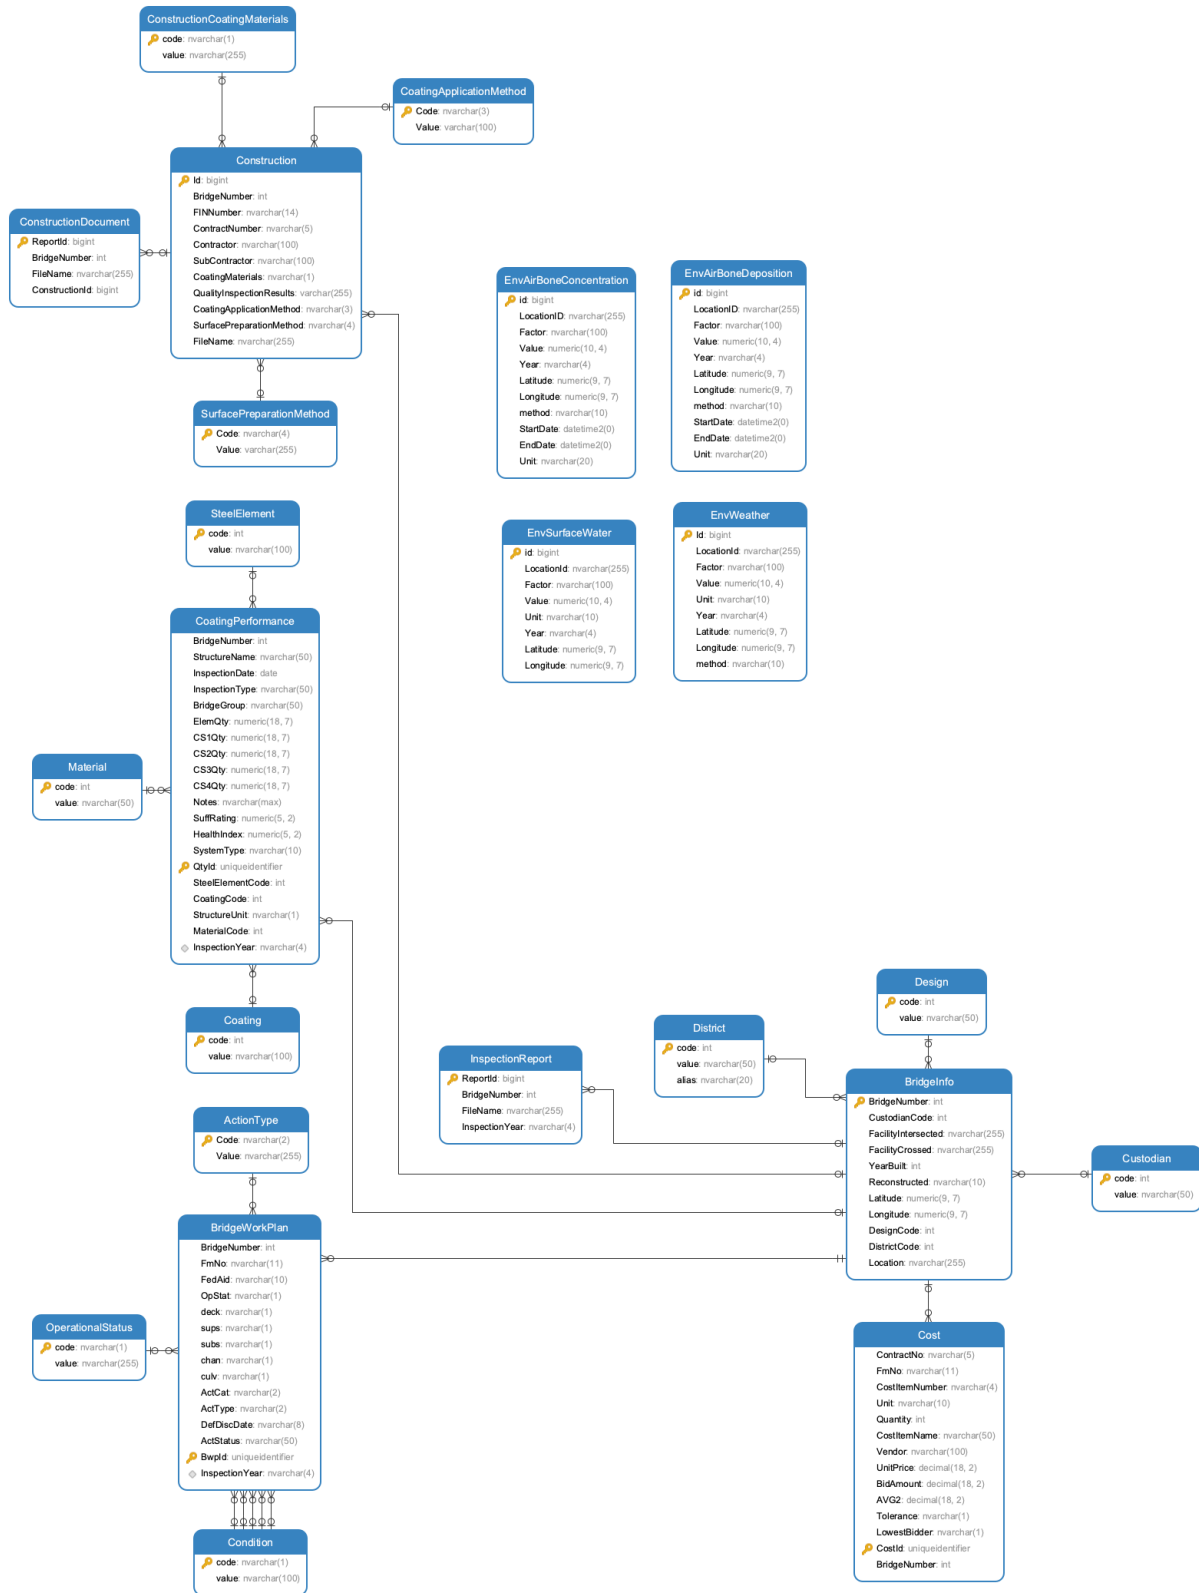 ConstructionCoatingMaterials
code: nvarchar(1)
value: nvarchar(255)
CoatingApplicationMethod
Code: nvarchar(3)
Value: varchar(100)
Construction
Id: bigint
BridgeNumber: int
FINNumber: nvarchar(14)
ContractNumber: nvarchar(5)
Contractor: nvarchar(100)
SubContractor: nvarchar(100)
CoatingMaterials: nvarchar(1)
QualityInspectionResults: varchar(255)
CoatingApplicationMethod: nvarchar(3)
SurfacePreparationMethod: nvarchar(4)
FileName: nvarchar(255)
ConstructionDocument
ReportId: bigint
BridgeNumber: int
FileName: nvarchar(255)
ConstructionId: bigint
SurfacePreparationMethod
Code: nvarchar(4)
Value: varchar(255)
EnvAirBoneConcentration
id: bigint
LocationID: nvarchar(255)
Factor: nvarchar(100)
Value: numeric(10, 4)
Year: nvarchar(4)
Latitude: numeric(9, 7)
Longitude: numeric(9, 7)
method: nvarchar(10)
StartDate: datetime2(0)
EndDate: datetime2(0)
Unit: nvarchar(20)
EnvAirBoneDeposition
id: bigint
LocationID: nvarchar(255)
Factor: nvarchar(100)
Value: numeric(10, 4)
Year: nvarchar(4)
Latitude: numeric(9, 7)
Longitude: numeric(9, 7)
method: nvarchar(10)
StartDate: datetime2(0)
EndDate: datetime2(0)
Unit: nvarchar(20)
EnvSurfaceWater
id: bigint
LocationId: nvarchar(255)
Factor: nvarchar(100)
Value: numeric(10, 4)
Unit: nvarchar(10)
Year: nvarchar(4)
Latitude: numeric(9, 7)
Longitude: numeric(9, 7)
EnvWeather
Id: bigint
LocationId: nvarchar(255)
Factor: nvarchar(100)
Value: numeric(10, 4)
Unit: nvarchar(10)
Year: nvarchar(4)
Latitude: numeric(9, 7)
Longitude: numeric(9, 7)
method: nvarchar(10)
SteelElement
code: int
value: nvarchar(100)
CoatingPerformance
BridgeNumber: int
StructureName: nvarchar(50)
InspectionDate: date
InspectionType: nvarchar(50)
BridgeGroup: nvarchar(50)
ElemQty: numeric(18, 7)
CS1Qty: numeric(18, 7)
CS2Qty: numeric(18, 7)
CS3Qty: numeric(18, 7)
CS4Qty: numeric(18, 7)
Notes: nvarchar(max)
SuffRating: numeric(5, 2)
HealthIndex: numeric(5, 2)
SystemType: nvarchar(10)
QtyId: uniqueidentifier
SteelElementCode: int
CoatingCode: int
StructureUnit: nvarchar(1)
MaterialCode: int
InspectionYear: nvarchar(4)
Material
code: int
value: nvarchar(50)
Coating
code: int
value: nvarchar(100)
InspectionReport
ReportId: bigint
BridgeNumber: int
FileName: nvarchar(255)
InspectionYear: nvarchar(4)
District
code: int
value: nvarchar(50)
alias: nvarchar(20)
Design
code: int
value: nvarchar(50)
BridgeInfo
BridgeNumber: int
CustodianCode: int
FacilityIntersected: nvarchar(255)
FacilityCrossed: nvarchar(255)
YearBuilt: int
Reconstructed: nvarchar(10)
Latitude: numeric(9, 7)
Longitude: numeric(9, 7)
DesignCode: int
DistrictCode: int
Location: nvarchar(255)
Custodian
code: int
value: nvarchar(50)
ActionType
Code: nvarchar(2)
Value: nvarchar(255)
BridgeWorkPlan
BridgeNumber: int
FmNo: nvarchar(11)
FedAid: nvarchar(10)
OpStat: nvarchar(1)
deck: nvarchar(1)
sups: nvarchar(1)
subs: nvarchar(1)
chan: nvarchar(1)
culv: nvarchar(1)
ActCat: nvarchar(2)
ActType: nvarchar(2)
DefDiscDate: nvarchar(8)
ActStatus: nvarchar(50)
BwpId: uniqueidentifier
InspectionYear: nvarchar(4)
OperationalStatus
code: nvarchar(1)
value: nvarchar(255)
Condition
code: nvarchar(1)
value: nvarchar(100)
Cost
ContractNo: nvarchar(5)
FmNo: nvarchar(11)
CostItemNumber: nvarchar(4)
Unit: nvarchar(10)
Quantity: int
CostItemName: nvarchar(50)
Vendor: nvarchar(100)
UnitPrice: decimal(18, 2)
BidAmount: decimal(18, 2)
AVG2: decimal(18, 2)
Tolerance: nvarchar(1)
LowestBidder: nvarchar(1)
CostId: uniqueidentifier
BridgeNumber: int